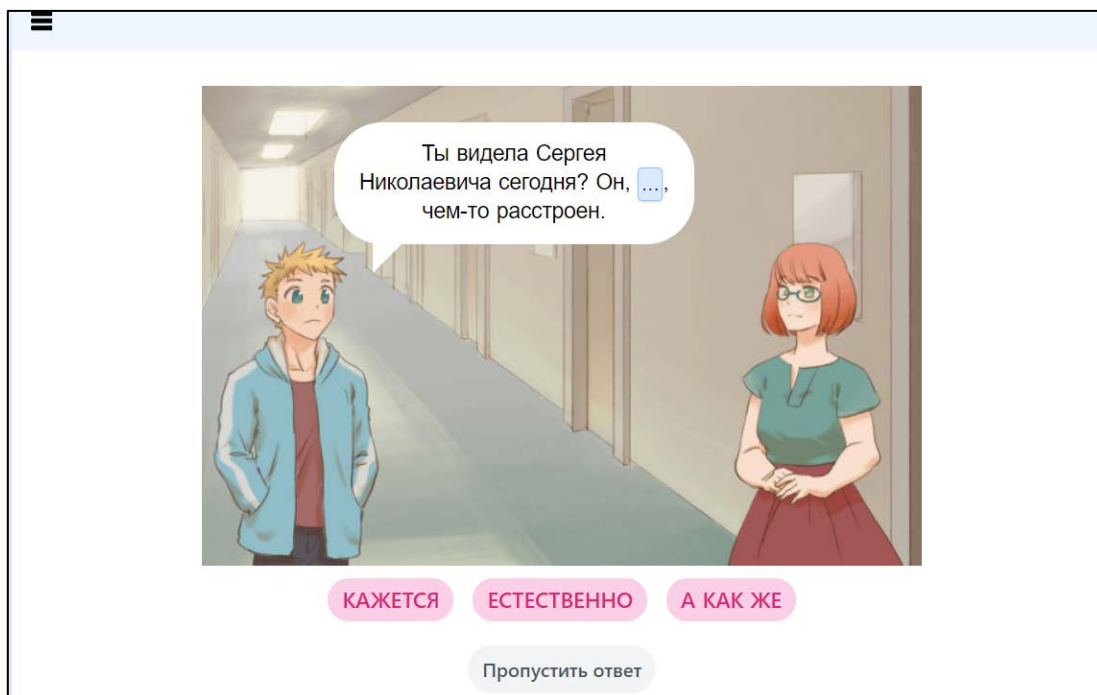 Ты видела Сергея
Николаевича сегодня? Он, ...,
чем-то расстроен.
КАЖЕТСЯ ЕСТЕСТВЕННО А КАК ЖЕ
Пропустить ответ